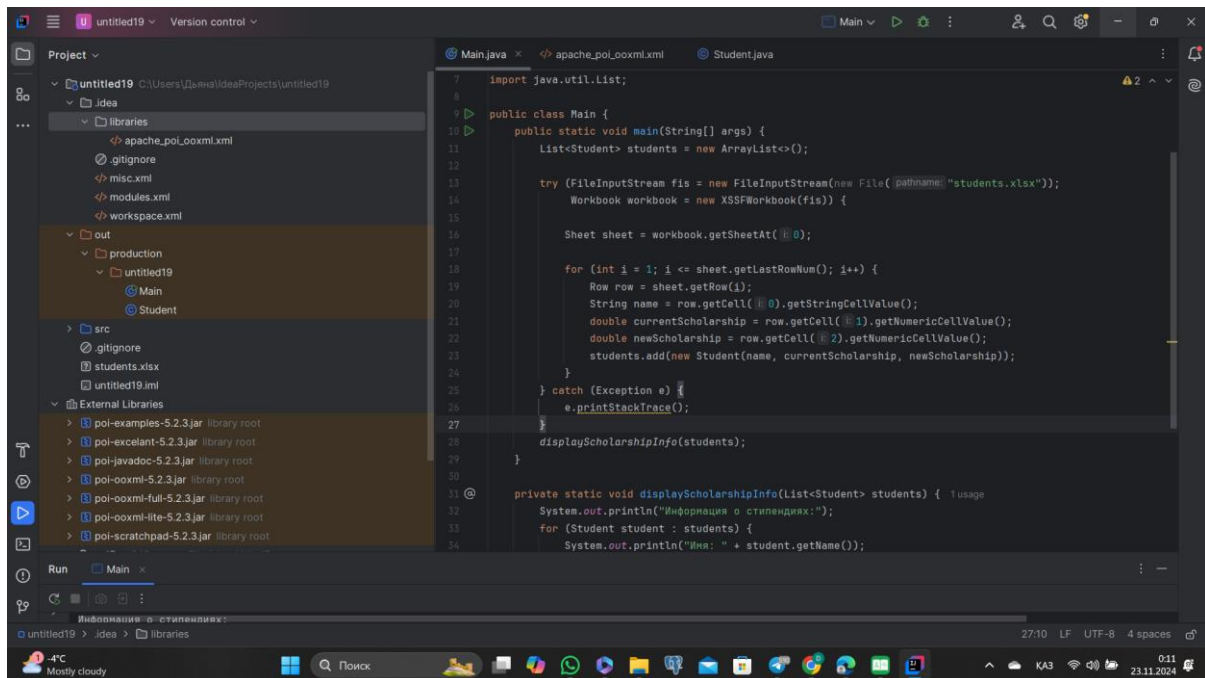 untitled19 Version control Main
Project
untitled19 C:\Users\Дьяна\IdeaProjects\untitled19
.idea
libraries
apache_poi_ooxml.xml
.gitignore
misc.xml
modules.xml
workspace.xml
out
production
untitled19
Main
Student
src
.gitignore
students.xlsx
untitled19.iml
External Libraries
poi-examples-5.2.3.jar library root
poi-excelant-5.2.3.jar library root
poi-javadoc-5.2.3.jar library root
poi-ooxml-5.2.3.jar library root
poi-ooxml-full-5.2.3.jar library root
poi-ooxml-lite-5.2.3.jar library root
poi-scratchpad-5.2.3.jar library root
Main.java apache_poi_ooxml.xml Student.java
2
7 import java.util.List;
8
9 public class Main {
10 public static void main(String[] args) {
11 List<Student> students = new ArrayList<>();
12
13 try (FileInputStream fis = new FileInputStream(new File( pathname: "students.xlsx"));
14 Workbook workbook = new XSSFWorkbook(fis)) {
15
16 Sheet sheet = workbook.getSheetAt( i: 0);
17
18 for (int i = 1; i <= sheet.getLastRowNum(); i++) {
19 Row row = sheet.getRow(i);
20 String name = row.getCell( i: 0).getStringCellValue();
21 double currentScholarship = row.getCell( i: 1).getNumericCellValue();
22 double newScholarship = row.getCell( i: 2).getNumericCellValue();
23 students.add(new Student(name, currentScholarship, newScholarship));
24 }
25 } catch (Exception e) {
26 e.printStackTrace();
27 }
28 displayScholarshipInfo(students);
29 }
30
31 private static void displayScholarshipInfo(List<Student> students) { 1 usage
32 System.out.println("Информация о стипендиях:");
33 for (Student student : students) {
34 System.out.println("Имя: " + student.getName());
Run Main
Информация о стипендиях:
untitled19 > .idea > libraries 27:10 LF UTF-8 4 spaces
-4°C
Mostly cloudy
Поиск
ҚАЗ
0:11
23.11.2024